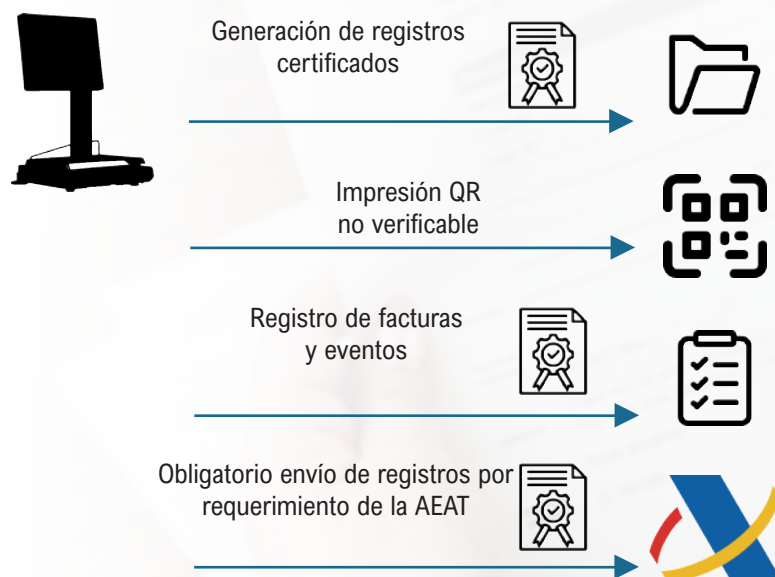 Generación de registros
certificados
Impresión QR
no verificable
Registro de facturas
y eventos
Obligatorio envío de registros por
requerimiento de la AEAT